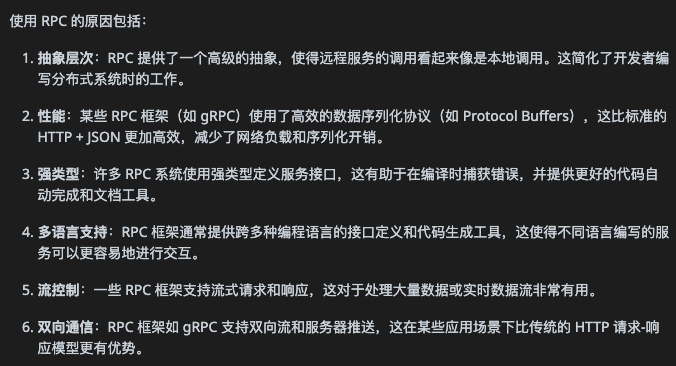 使用 RPC 的原因包括：
1. 抽象层次：RPC 提供了一个高级的抽象，使得远程服务的调用看起来像是本地调用。这简化了开发者编
写分布式系统时的工作。
2. 性能：某些 RPC 框架（如 gRPC）使用了高效的数据序列化协议（如 Protocol Buffers），这比标准的
HTTP + JSON 更加高效，减少了网络负载和序列化开销。
3. 强类型：许多 RPC 系统使用强类型定义服务接口，这有助于在编译时捕获错误，并提供更好的代码自
动完成和文档工具。
4. 多语言支持：RPC 框架通常提供跨多种编程语言的接口定义和代码生成工具，这使得不同语言编写的服
务可以更容易地进行交互。
5. 流控制：一些 RPC 框架支持流式请求和响应，这对于处理大量数据或实时数据流非常有用。
6. 双向通信：RPC 框架如 gRPC 支持双向流和服务器推送，这在某些应用场景下比传统的 HTTP 请求-响
应模型更有优势。